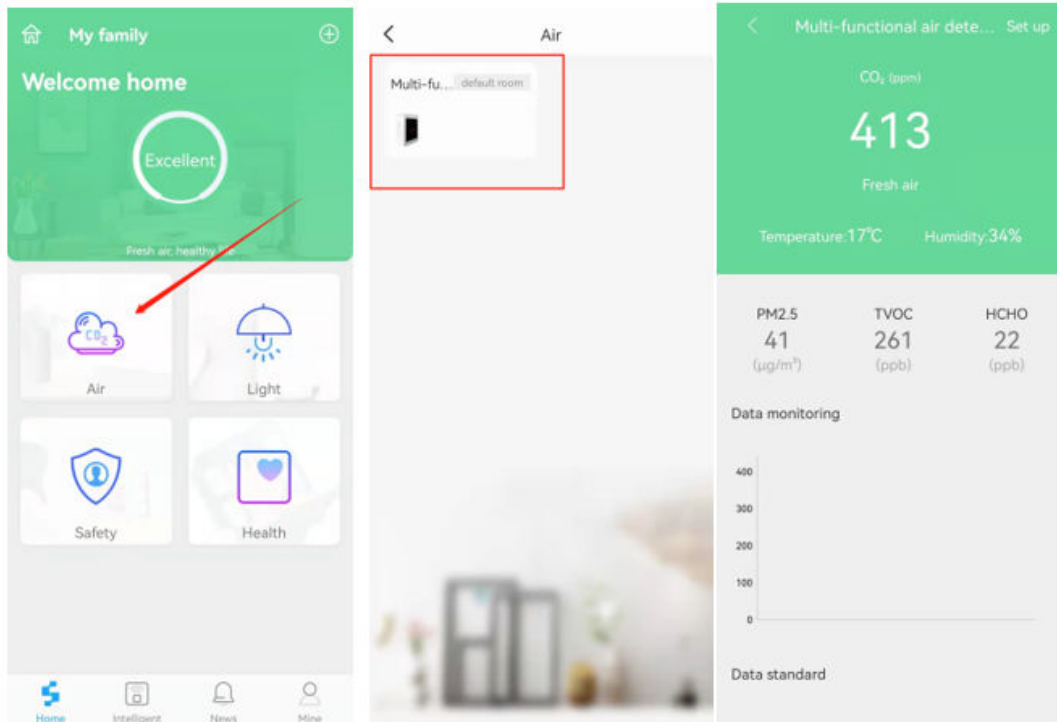 My family
Welcome home
Excellent
Fresh air, healthy
CO2
Air
Light
Safety
Health
Home
Intelligent
News
Mine
Air
Multi-fu... default room
Multi-functional air dete... Set up
CO₂ (ppm)
413
Fresh air
Temperature:17℃ Humidity:34%
PM2.5 TVOC HCHO
41 261 22
(μg/m³) (ppb) (ppb)
Data monitoring
400
300
200
100
0
Data standard